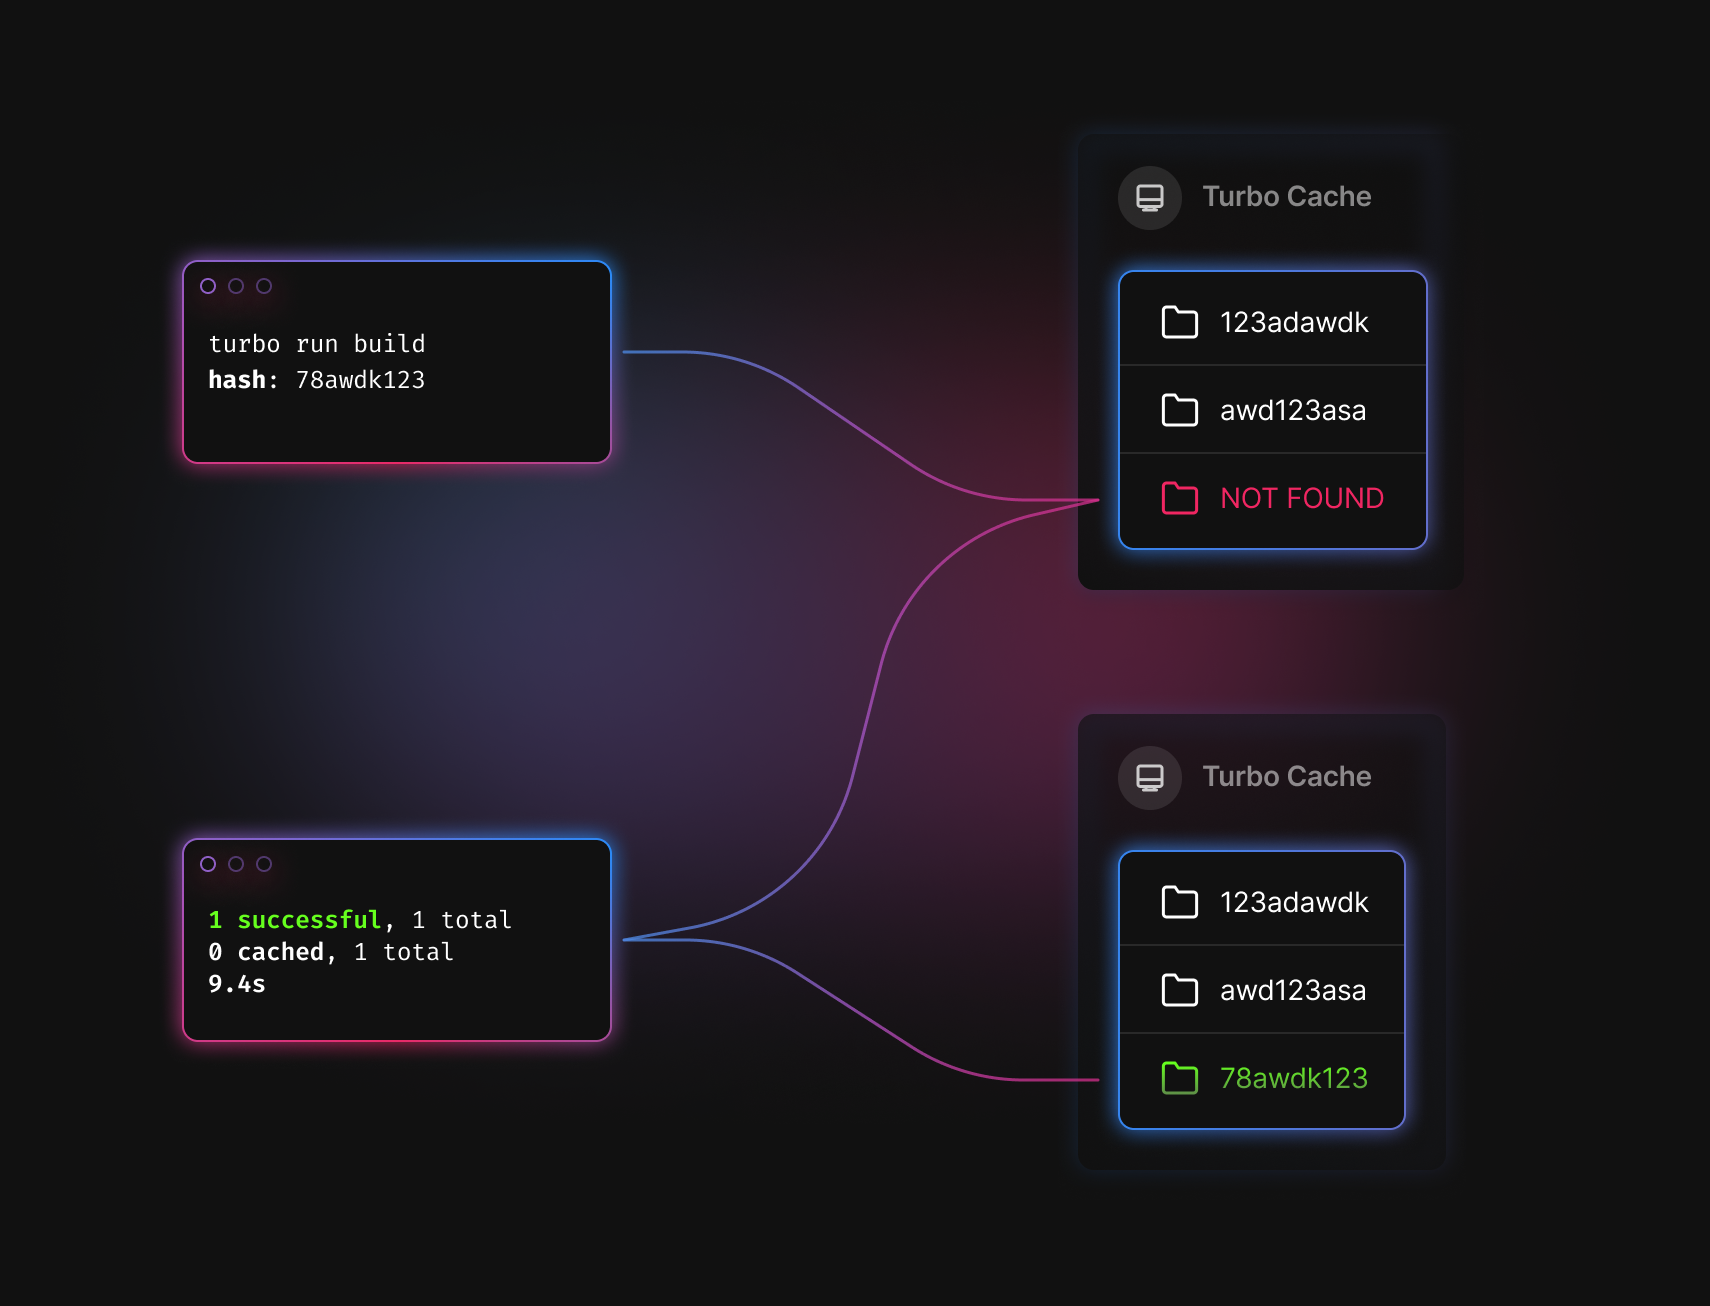 turbo run build
hash: 78awdk123
Turbo Cache
123adawdk
awd123asa
NOT FOUND
1 successful, 1 total
0 cached, 1 total
9.4s
Turbo Cache
123adawdk
awd123asa
78awdk123